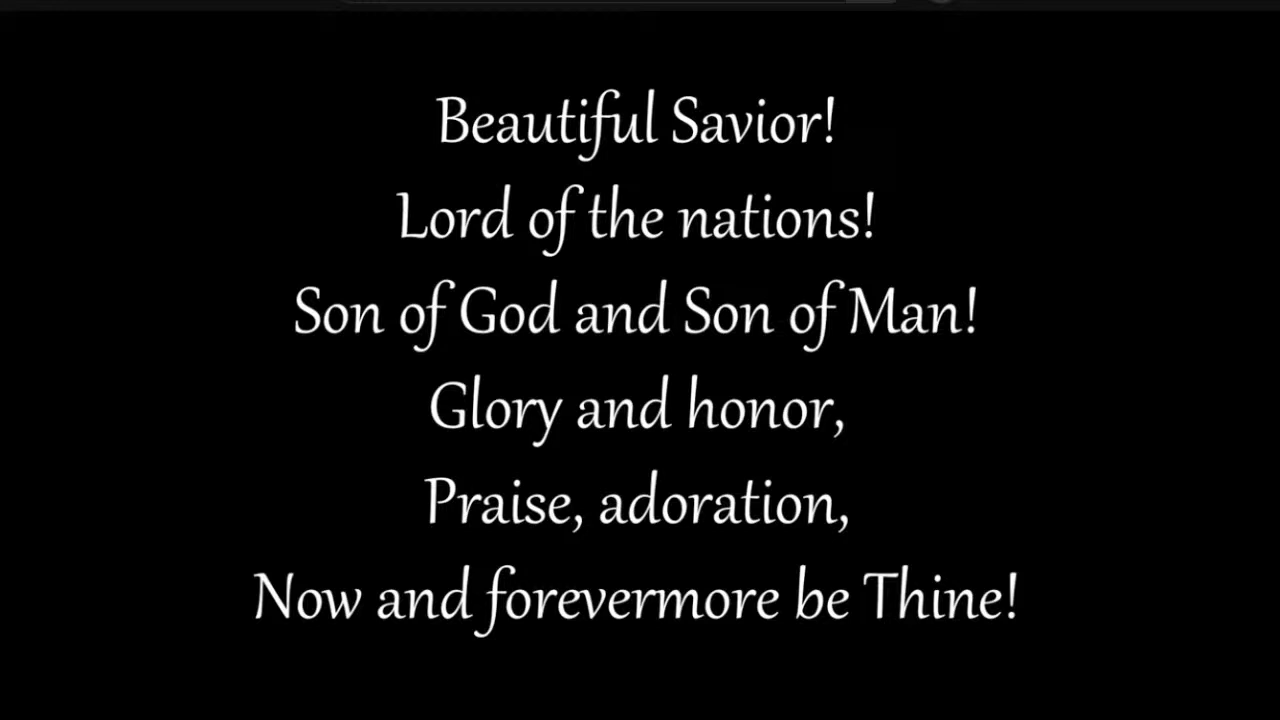 Beautiful Savior!
Lord of the nations!
Son of God and Son of Man!
Glory and honor,
Praise, adoration,
Now and forevermore be Thine!